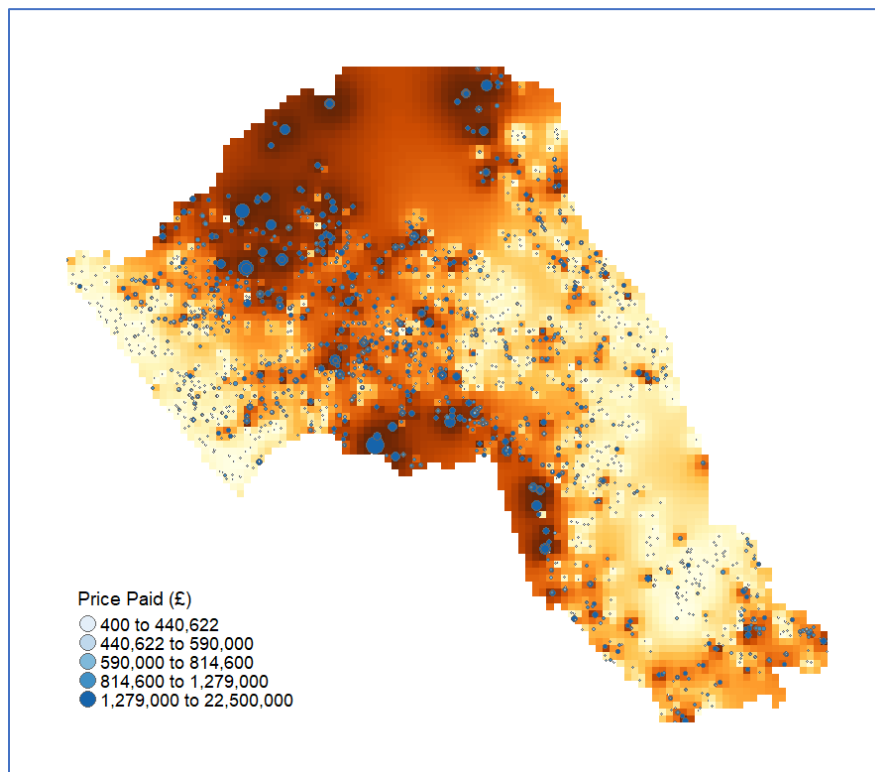 Price Paid (£)
400 to 440,622
440,622 to 590,000
590,000 to 814,600
814,600 to 1,279,000
1,279,000 to 22,500,000